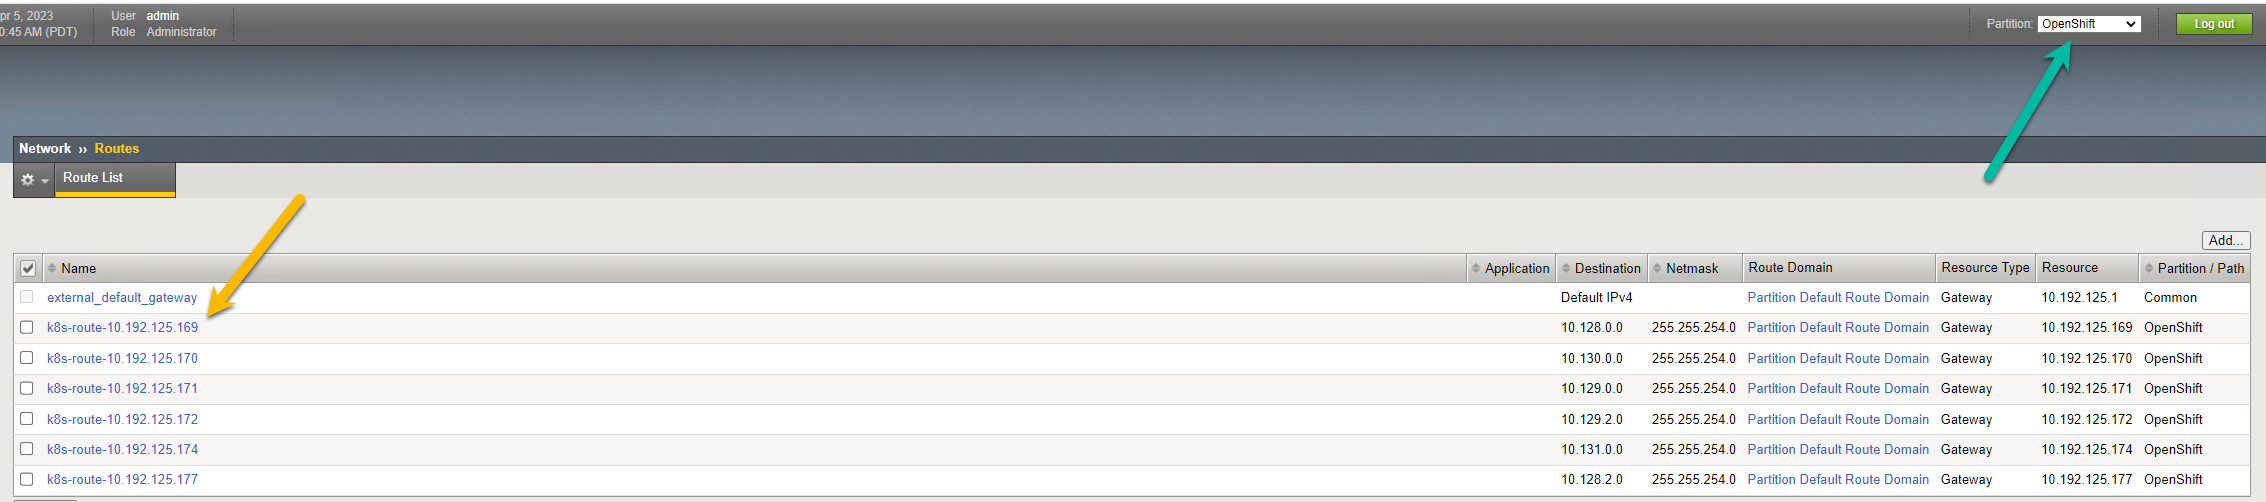 pr 5, 2023 User admin Partition: OpenShift Log out
0:45 AM (PDT) Role Administrator
Network ›› Routes
Route List
Add...
Name Application Destination Netmask Route Domain Resource Type Resource Partition / Path
external_default_gateway Default IPv4 Partition Default Route Domain Gateway 10.192.125.1 Common
k8s-route-10.192.125.169 10.128.0.0 255.255.254.0 Partition Default Route Domain Gateway 10.192.125.169 OpenShift
k8s-route-10.192.125.170 10.130.0.0 255.255.254.0 Partition Default Route Domain Gateway 10.192.125.170 OpenShift
k8s-route-10.192.125.171 10.129.0.0 255.255.254.0 Partition Default Route Domain Gateway 10.192.125.171 OpenShift
k8s-route-10.192.125.172 10.129.2.0 255.255.254.0 Partition Default Route Domain Gateway 10.192.125.172 OpenShift
k8s-route-10.192.125.174 10.131.0.0 255.255.254.0 Partition Default Route Domain Gateway 10.192.125.174 OpenShift
k8s-route-10.192.125.177 10.128.2.0 255.255.254.0 Partition Default Route Domain Gateway 10.192.125.177 OpenShift